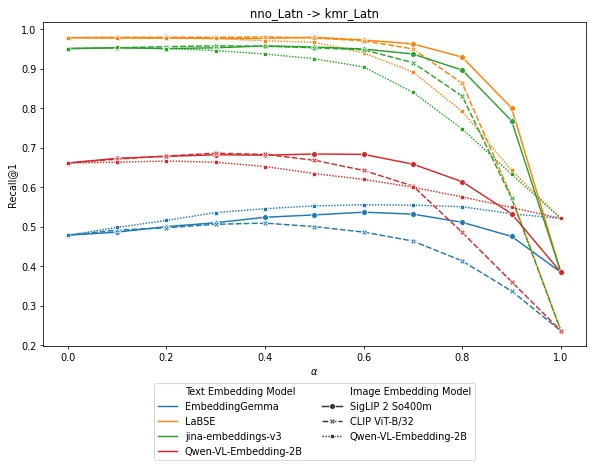 nno_Latn -> kmr_Latn
1.0
0.9
0.8
0.7
0.6
0.5
0.4
0.3
0.2
Recall@1
0.0 0.2 0.4 0.6 0.8 1.0
α
Text Embedding Model Image Embedding Model
EmbeddingGemma SigLIP 2 So400m
LaBSE CLIP ViT-B/32
jina-embeddings-v3 Qwen-VL-Embedding-2B
Qwen-VL-Embedding-2B